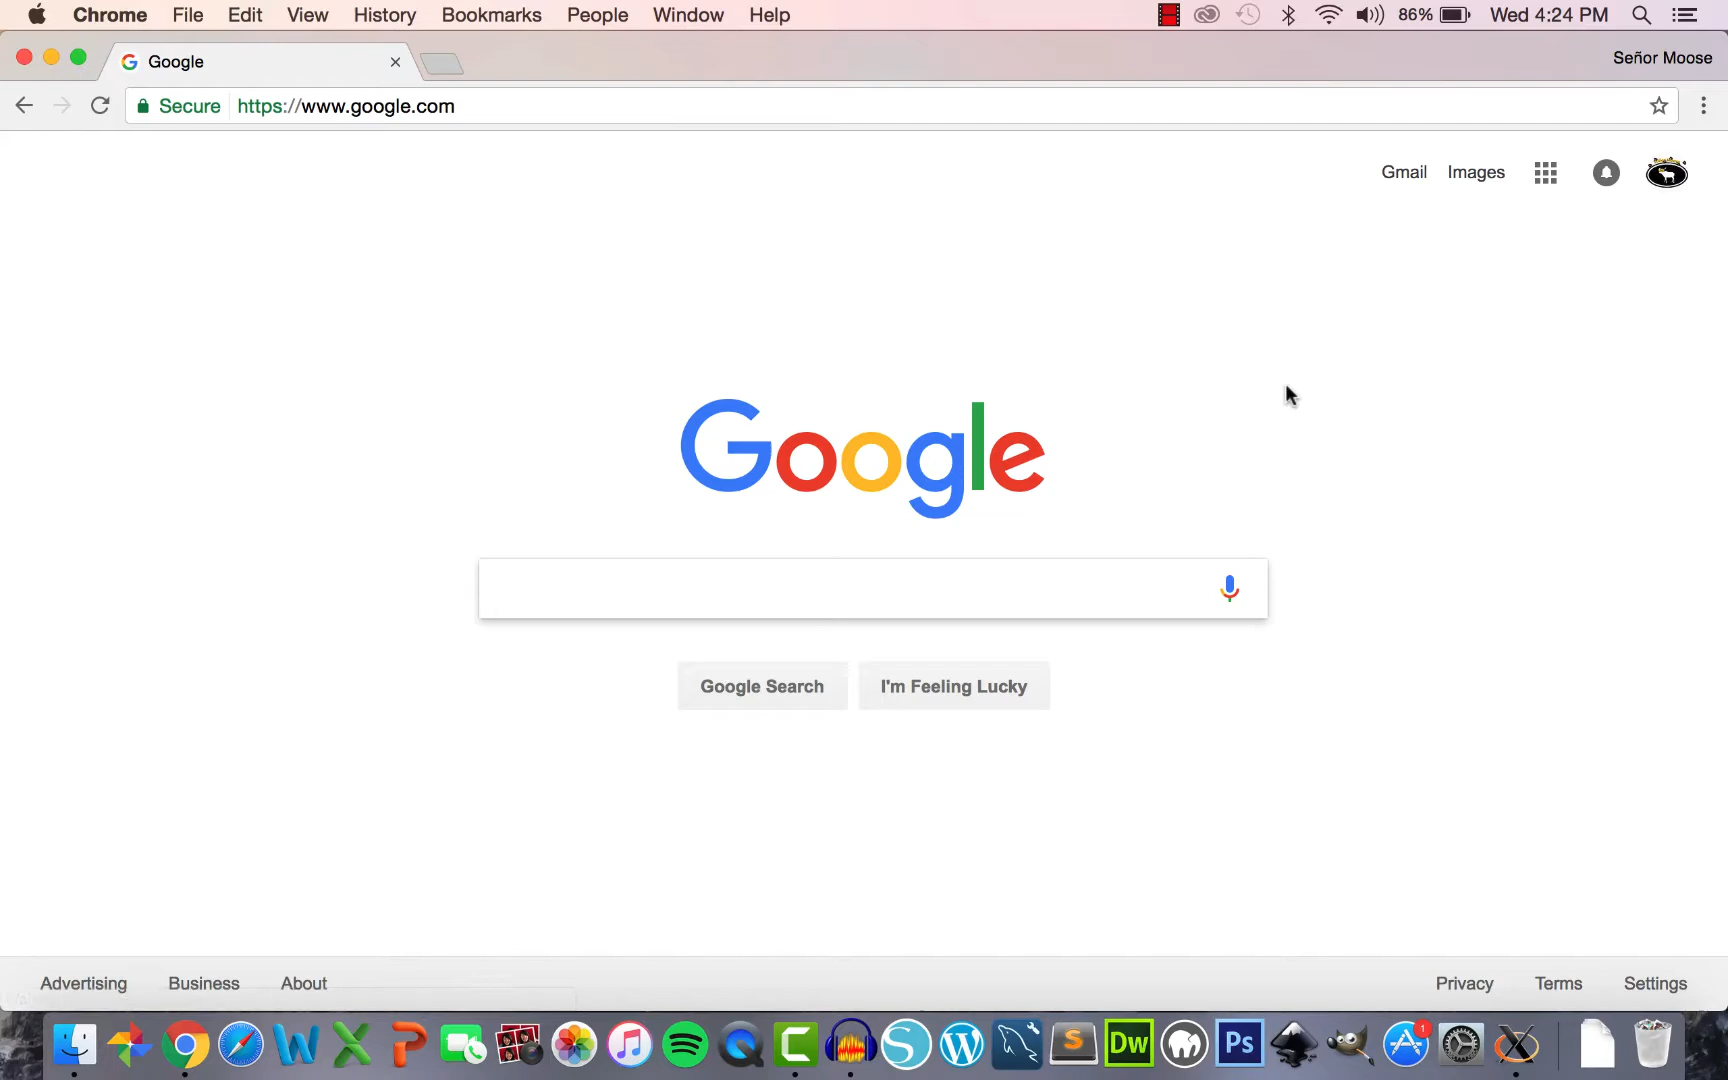 Chrome File Edit View History Bookmarks People Window Help 86% Wed 4:24 PM
Google Señor Moose
Secure https://www.google.com
Gmail Images
Google
Google Search I'm Feeling Lucky
Advertising Business About Privacy Terms Settings
W X P S W S Dw Ps 1 X